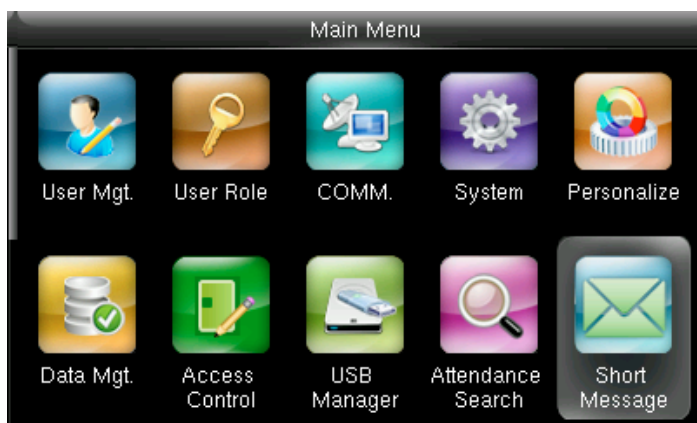 Main Menu
User Mgt.
User Role
COMM.
System
Personalize
Data Mgt.
Access
Control
USB
Manager
Attendance
Search
Short
Message